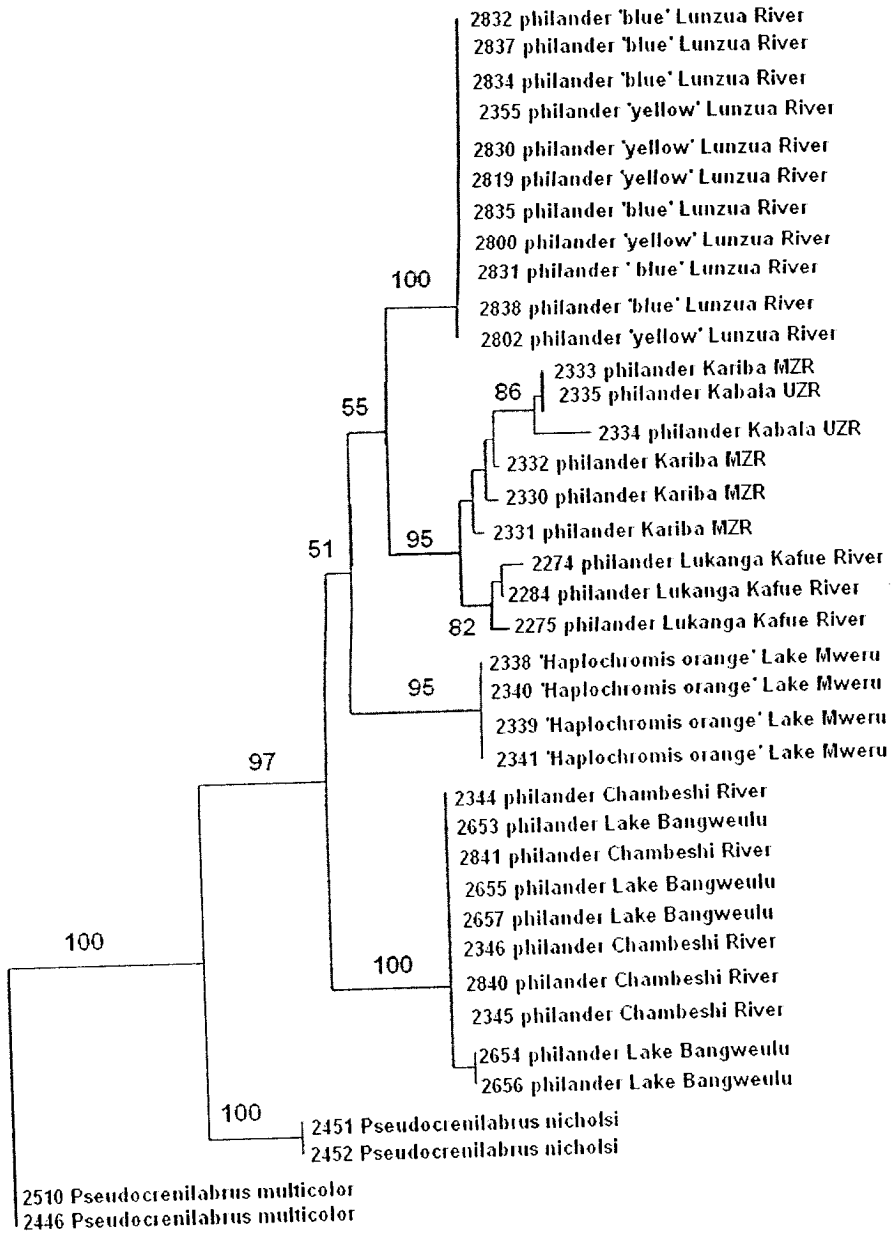 2832 philander 'blue' Lunzua River
2837 philander 'blue' Lunzua River
2834 philander 'blue' Lunzua River
2355 philander 'yellow' Lunzua River
2830 philander 'yellow' Lunzua River
2819 philander 'yellow' Lunzua River
2835 philander 'blue' Lunzua River
2800 philander 'yellow' Lunzua River
2831 philander ' blue' Lunzua River
100
2838 philander 'blue' Lunzua River
2802 philander 'yellow' Lunzua River
2333 philander Kariba MZR
86
2335 philander Kabala UZR
55
2334 philander Kabala UZR
2332 philander Kariba MZR
2330 philander Kariba MZR
2331 philander Kariba MZR
95
51
2274 philander Lukanga Kafue River
2284 philander Lukanga Kafue River
2275 philander Lukanga Kafue River
82
2338 'Haplochromis orange' Lake Mweru
2340 'Haplochromis orange' Lake Mweru
95
2339 'Haplochromis orange' Lake Mweru
2341 'Haplochromis orange' Lake Mweru
97
2344 philander Chambeshi River
2653 philander Lake Bangweulu
2841 philander Chambeshi River
2655 philander Lake Bangweulu
2657 philander Lake Bangweulu
2346 philander Chambeshi River
100
100
2840 philander Chambeshi River
2345 philander Chambeshi River
2654 philander Lake Bangweulu
2656 philander Lake Bangweulu
100
2451 Pseudocrenilabrus nicholsi
2452 Pseudocrenilabrus nicholsi
2510 Pseudocrenilabrus multicolor
2446 Pseudocrenilabrus multicolor